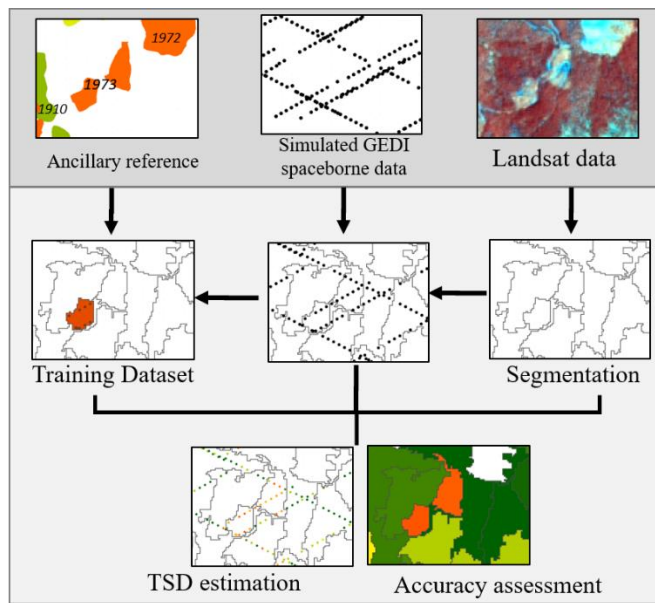 1972
1973
1910
Ancillary reference
Simulated GEDI
spaceborne data
Landsat data
Training Dataset
Segmentation
TSD estimation
Accuracy assessment